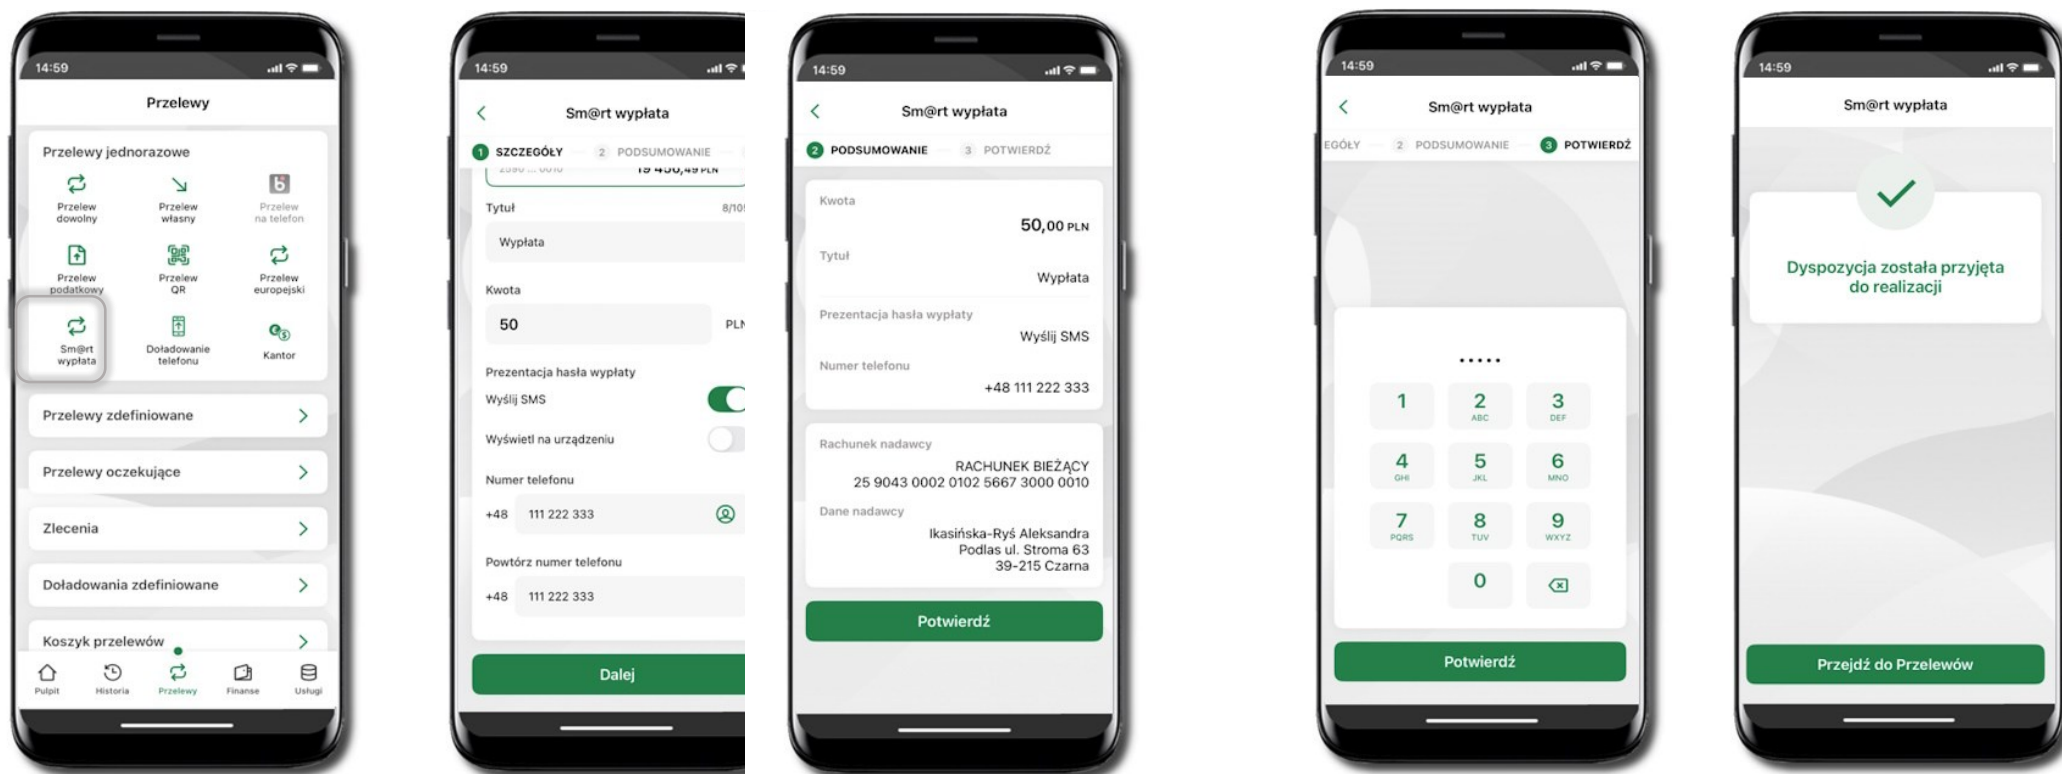 14:59
Przelewy
Przelewy jednorazowe
Przelew
dowolny
Przelew
własny
Przelew
na telefon
Przelew
podatkowy
Przelew
QR
Przelew
europejski
Sm@rt
wypłata
Doładowanie
telefonu
Kantor
Przelewy zdefiniowane
Przelewy oczekujące
Zlecenia
Doładowania zdefiniowane
Koszyk przelewów
Pulpit
Historia
Przelewy
Finanse
Usługi
14:59
Sm@rt wypłata
1 SZCZEGÓŁY 2 PODSUMOWANIE
Tytuł
Wypłata
Kwota
50 PLN
Prezentacja hasła wypłaty
Wyślij SMS
Wyświetl na urządzeniu
Numer telefonu
+48 111 222 333
Powtórz numer telefonu
+48 111 222 333
Dalej
14:59
Sm@rt wypłata
2 PODSUMOWANIE 3 POTWIERDŹ
Kwota
50,00 PLN
Tytuł
Wypłata
Prezentacja hasła wypłaty
Wyślij SMS
Numer telefonu
+48 111 222 333
Rachunek nadawcy
RACHUNEK BIEŻĄCY
25 9043 0002 0102 5667 3000 0010
Dane nadawcy
Ikasińska-Ryś Aleksandra
Podlas ul. Stroma 63
39-215 Czarna
Potwierdź
14:59
Sm@rt wypłata
EGÓŁY 2 PODSUMOWANIE 3 POTWIERDŹ
1
2
ABC
3
DEF
4
GHI
5
JKL
6
MNO
7
PQRS
8
TUV
9
WXYZ
0
Potwierdź
14:59
Sm@rt wypłata
Dyspozycja została przyjęta
do realizacji
Przejdź do Przelewów